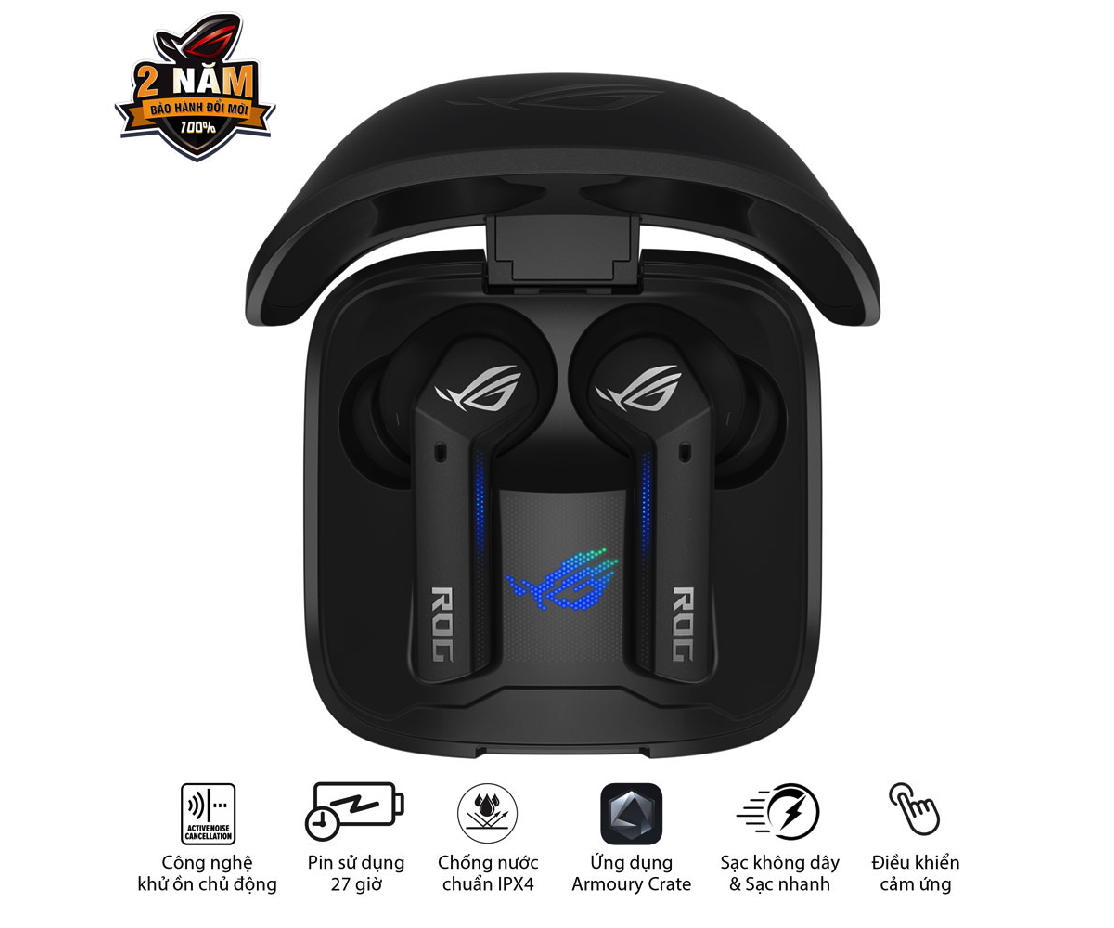 2 NĂM
BẢO HÀNH ĐỔI MỚI
100%
ROG
ROG
ACTIVENOISE
CANCELLATION
Công nghệ
khử ồn chủ động
Pin sử dụng
27 giờ
Chống nước
chuẩn IPX4
Ứng dụng
Armoury Crate
Sạc không dây
& Sạc nhanh
Điều khiển
cảm ứng